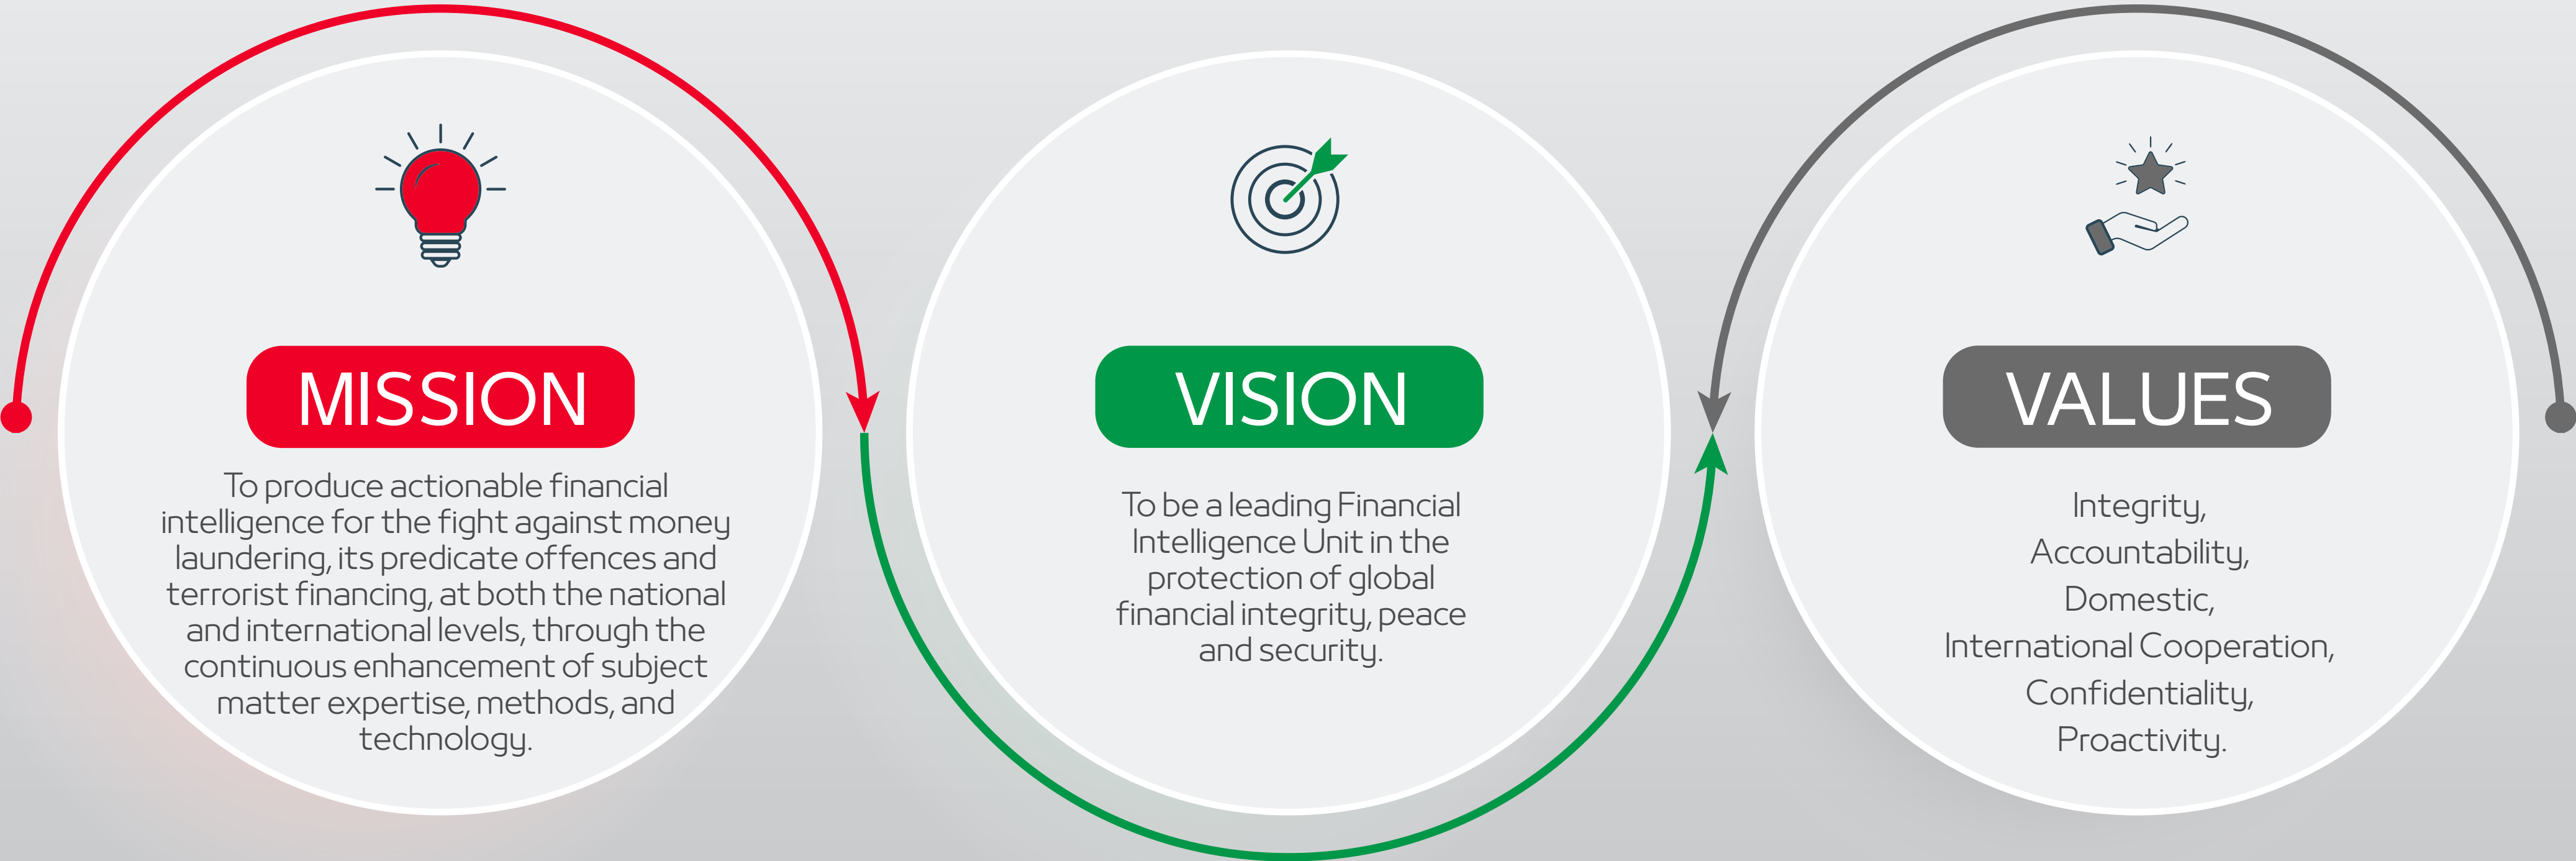 MISSION
To produce actionable financial
intelligence for the fight against money
laundering, its predicate offences and
terrorist financing, at both the national
and international levels, through the
continuous enhancement of subject
matter expertise, methods, and
technology.
VISION
To be a leading Financial
Intelligence Unit in the
protection of global
financial integrity, peace
and security.
VALUES
Integrity,
Accountability,
Domestic,
International Cooperation,
Confidentiality,
Proactivity.